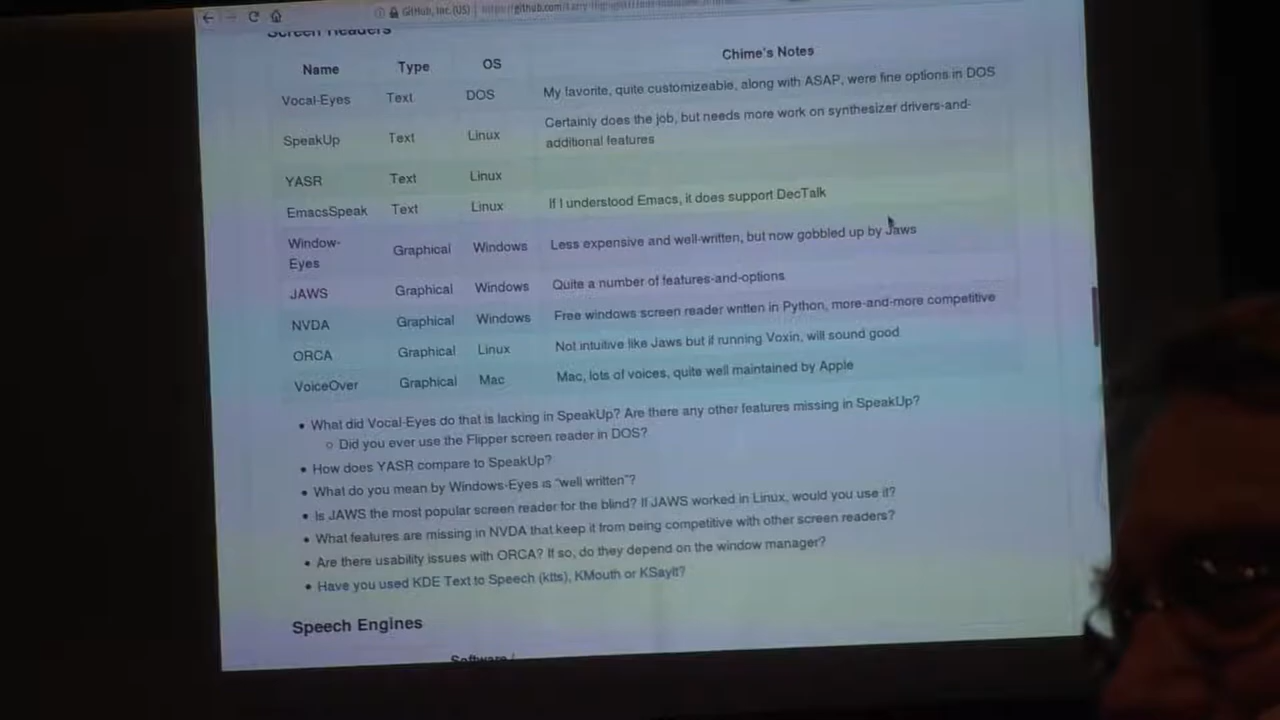 GitHub, Inc. (US)
Screen Readers
Name Type OS Chime's Notes
Vocal-Eyes Text DOS My favorite, quite customizeable, along with ASAP, were fine options in DOS
SpeakUp Text Linux Certainly does the job, but needs more work on synthesizer drivers-and-
additional features
YASR Text Linux
EmacsSpeak Text Linux If I understood Emacs, it does support DecTalk
Window-
Eyes Graphical Windows Less expensive and well-written, but now gobbled up by Jaws
JAWS Graphical Windows Quite a number of features-and-options
NVDA Graphical Windows Free windows screen reader written in Python, more-and-more competitive
ORCA Graphical Linux Not intuitive like Jaws but if running Voxin, will sound good
VoiceOver Graphical Mac Mac, lots of voices, quite well maintained by Apple
• What did Vocal-Eyes do that is lacking in SpeakUp? Are there any other features missing in SpeakUp?
○ Did you ever use the Flipper screen reader in DOS?
• How does YASR compare to SpeakUp?
• What do you mean by Windows-Eyes is "well written"?
• Is JAWS the most popular screen reader for the blind? If JAWS worked in Linux, would you use it?
• What features are missing in NVDA that keep it from being competitive with other screen readers?
• Are there usability issues with ORCA? If so, do they depend on the window manager?
• Have you used KDE Text to Speech (ktts), KMouth or KSayIt?
Speech Engines
Software /